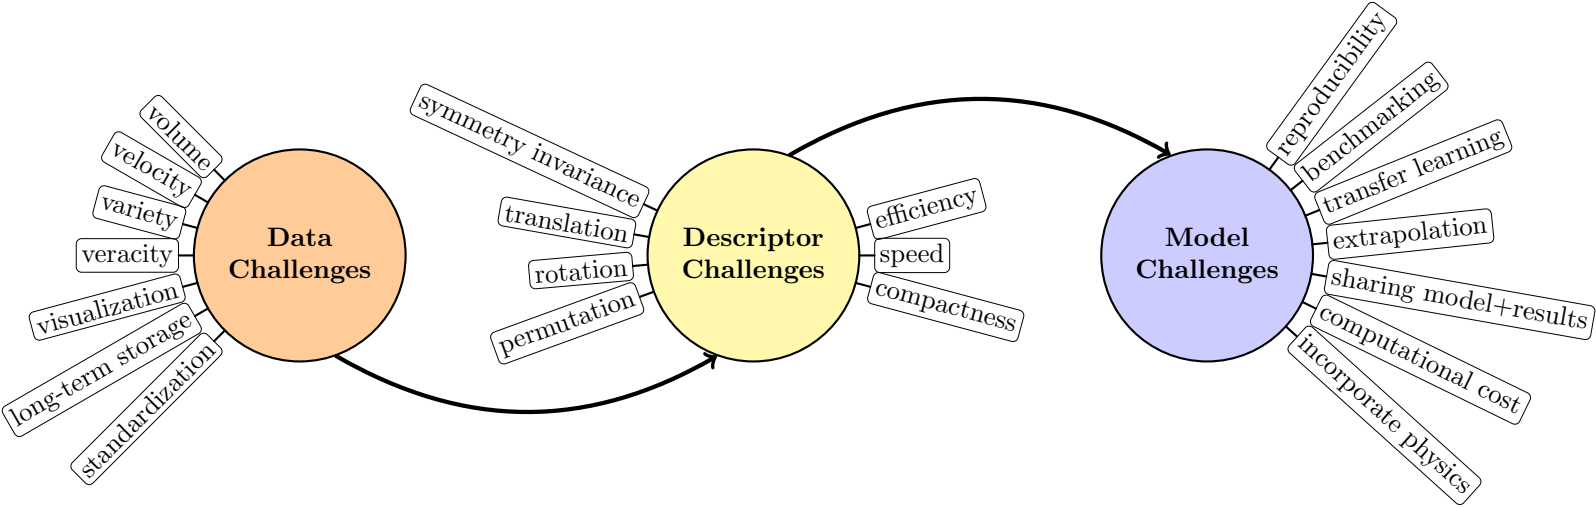 volume
velocity
variety
veracity
visualization
long-term storage
standardization
Data
Challenges
symmetry invariance
translation
rotation
permutation
Descriptor
Challenges
efficiency
speed
compactness
Model
Challenges
reproducibility
benchmarking
transfer learning
extrapolation
sharing model+results
computational cost
incorporate physics